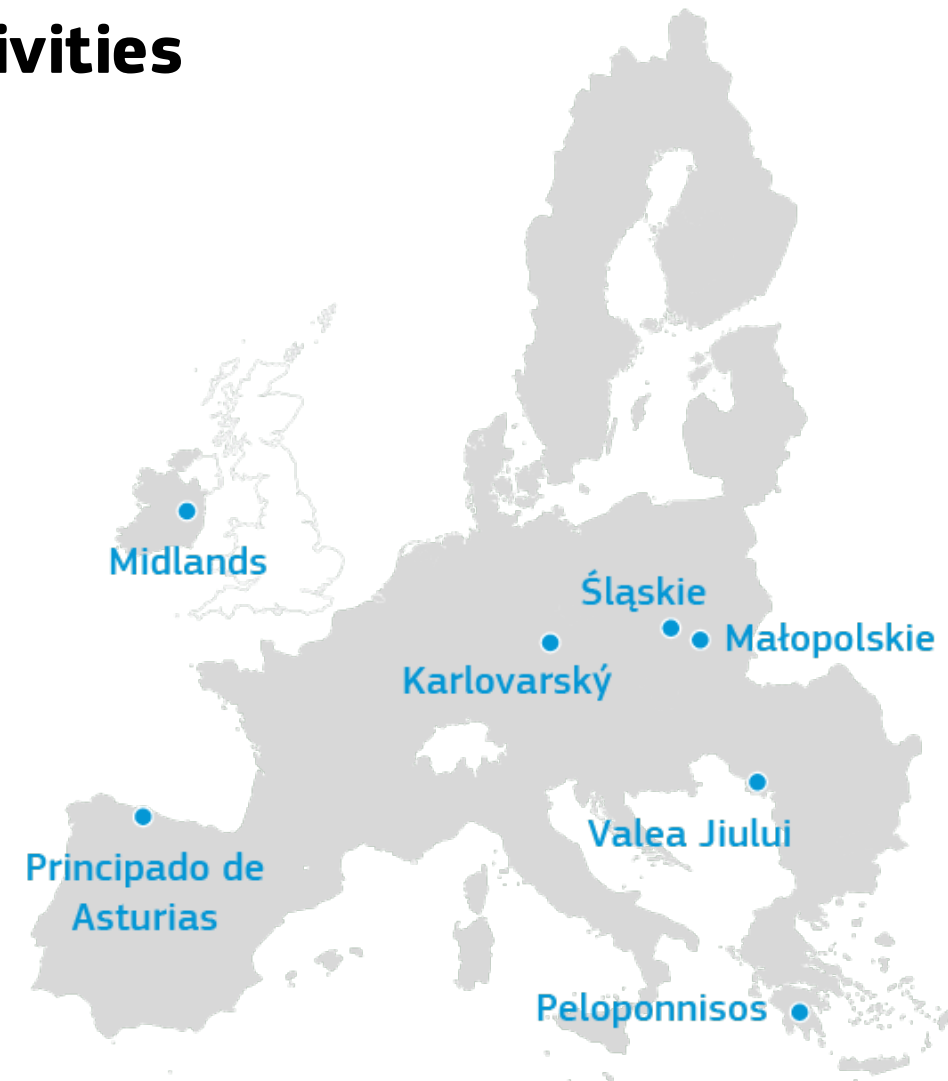 ivities
Midlands
Śląskie
Małopolskie
Karlovarský
Valea Jiului
Principado de
Asturias
Peloponnisos